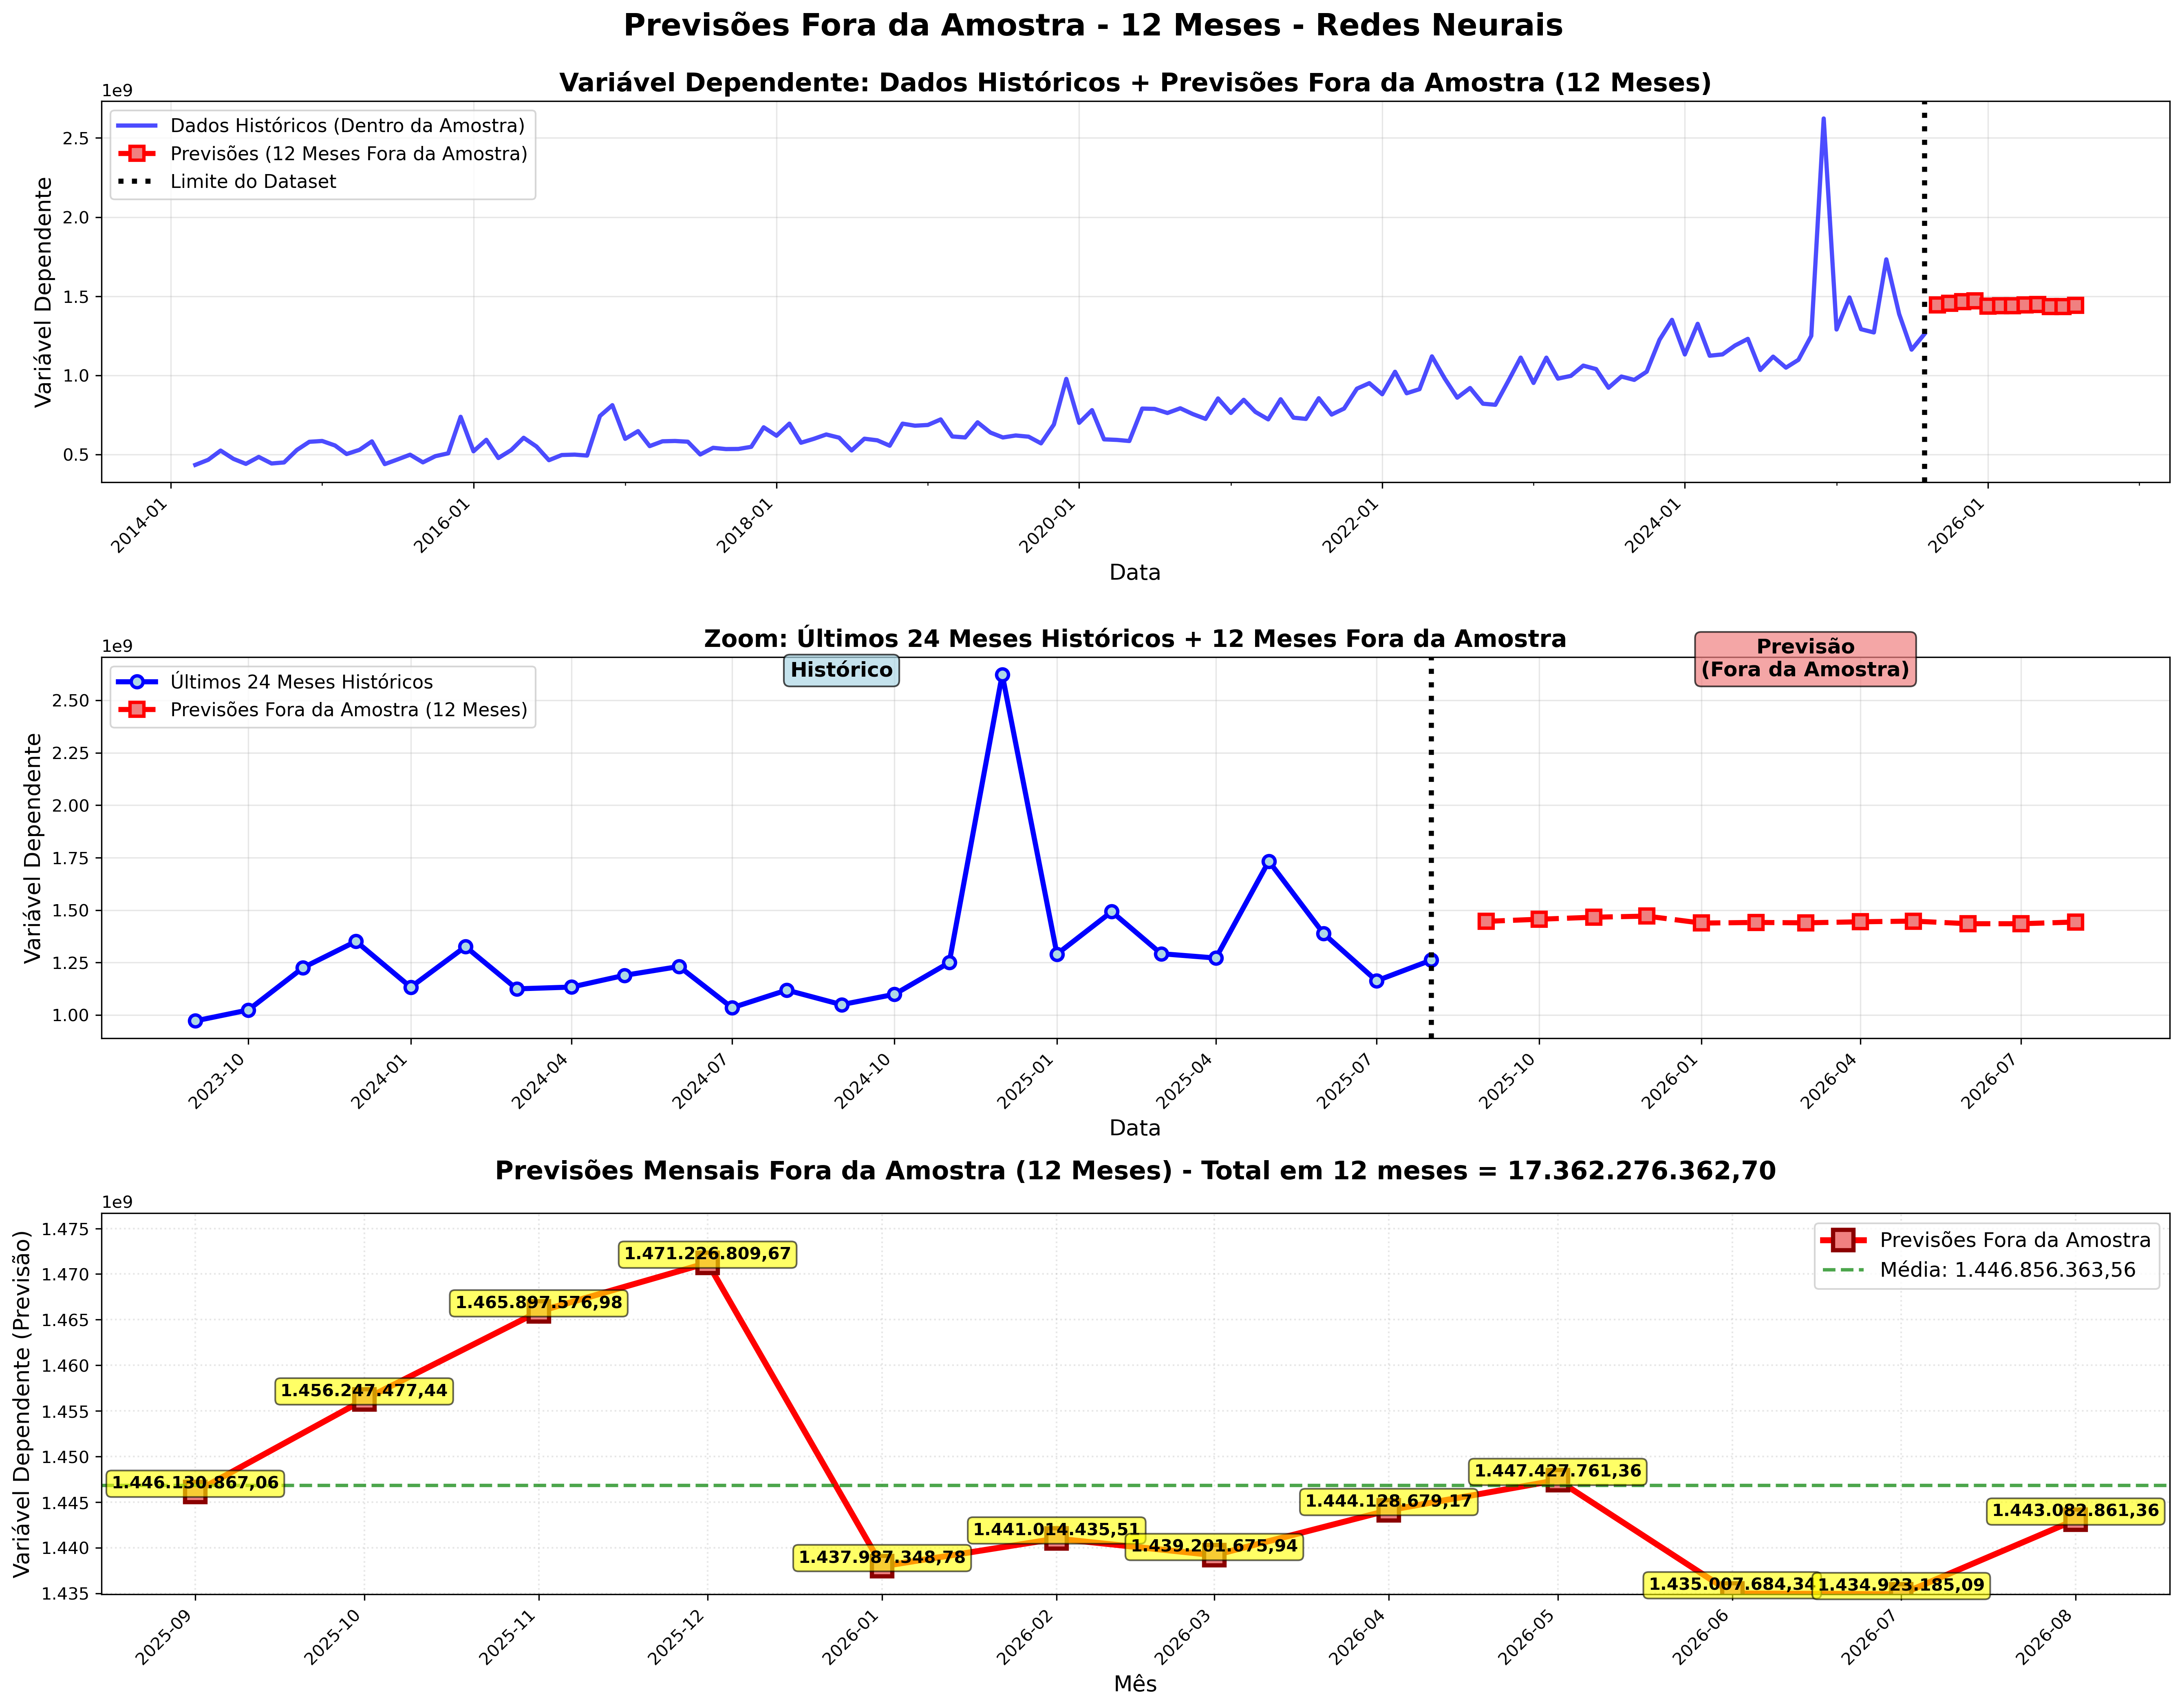 Previsões Fora da Amostra - 12 Meses - Redes Neurais
Variável Dependente: Dados Históricos + Previsões Fora da Amostra (12 Meses)
1e9
Dados Históricos (Dentro da Amostra)
Previsões (12 Meses Fora da Amostra)
Limite do Dataset
Variável Dependente
2.5
2.0
1.5
1.0
0.5
2014-01
2016-01
2018-01
2020-01
2022-01
2024-01
2026-01
Data
Zoom: Últimos 24 Meses Históricos + 12 Meses Fora da Amostra
1e9
Histórico
Previsão
(Fora da Amostra)
Últimos 24 Meses Históricos
Previsões Fora da Amostra (12 Meses)
Variável Dependente
2.50
2.25
2.00
1.75
1.50
1.25
1.00
2023-10
2024-01
2024-04
2024-07
2024-10
2025-01
2025-04
2025-07
2025-10
2026-01
2026-04
2026-07
Data
Previsões Mensais Fora da Amostra (12 Meses) - Total em 12 meses = 17.362.276.362,70
1e9
Previsões Fora da Amostra
Média: 1.446.856.363,56
Variável Dependente (Previsão)
1.475
1.470
1.465
1.460
1.455
1.450
1.445
1.440
1.435
1.446.130.867,06
1.456.247.477,44
1.465.897.576,98
1.471.226.809,67
1.437.987.348,78
1.441.014.435,51
1.439.201.675,94
1.444.128.679,17
1.447.427.761,36
1.435.007.684,34
1.434.923.185,09
1.443.082.861,36
2025-09
2025-10
2025-11
2025-12
2026-01
2026-02
2026-03
2026-04
2026-05
2026-06
2026-07
2026-08
Mês